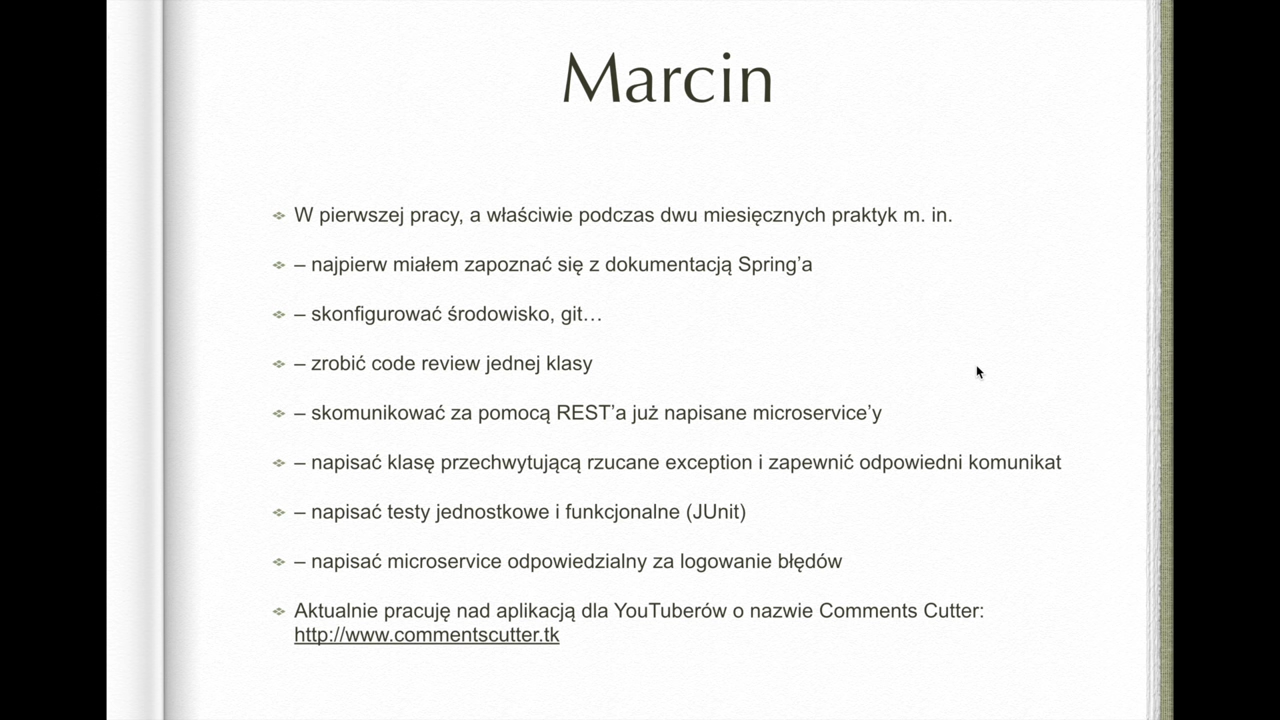 Marcin
W pierwszej pracy, a właściwie podczas dwu miesięcznych praktyk m. in.
– najpierw miałem zapoznać się z dokumentacją Spring’a
– skonfigurować środowisko, git…
– zrobić code review jednej klasy
– skomunikować za pomocą REST’a już napisane microservice’y
– napisać klasę przechwytującą rzucane exception i zapewnić odpowiedni komunikat
– napisać testy jednostkowe i funkcjonalne (JUnit)
– napisać microservice odpowiedzialny za logowanie błędów
Aktualnie pracuję nad aplikacją dla YouTuberów o nazwie Comments Cutter:
http://www.commentscutter.tk